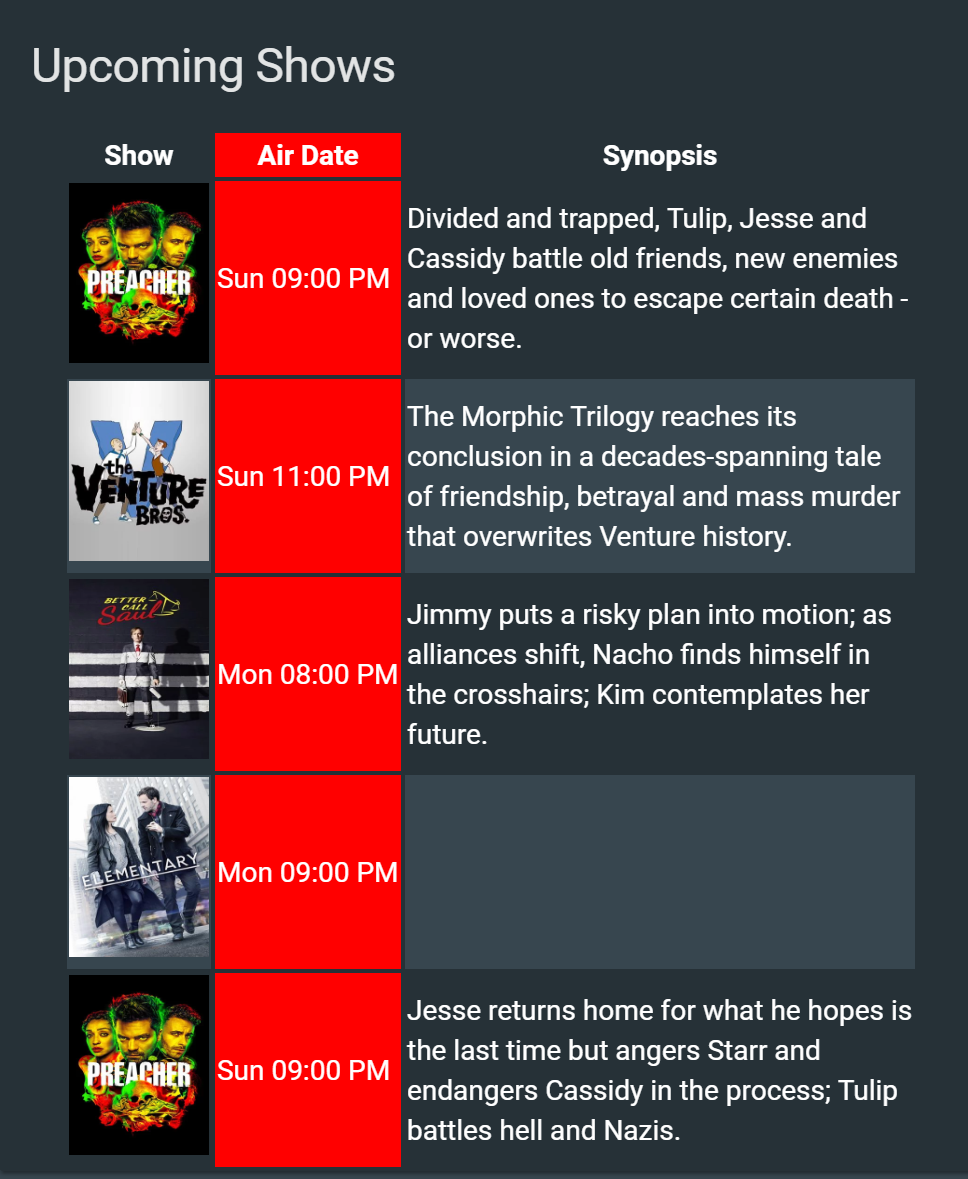 Upcoming Shows
Show Air Date Synopsis
PREACHER
Sun 09:00 PM
Divided and trapped, Tulip, Jesse and
Cassidy battle old friends, new enemies
and loved ones to escape certain death -
or worse.
the
VENTURE
BROS.
Sun 11:00 PM
The Morphic Trilogy reaches its
conclusion in a decades-spanning tale
of friendship, betrayal and mass murder
that overwrites Venture history.
BETTER
CALL
Saul
Mon 08:00 PM
Jimmy puts a risky plan into motion; as
alliances shift, Nacho finds himself in
the crosshairs; Kim contemplates her
future.
ELEMENTARY
Mon 09:00 PM
PREACHER
Sun 09:00 PM
Jesse returns home for what he hopes is
the last time but angers Starr and
endangers Cassidy in the process; Tulip
battles hell and Nazis.